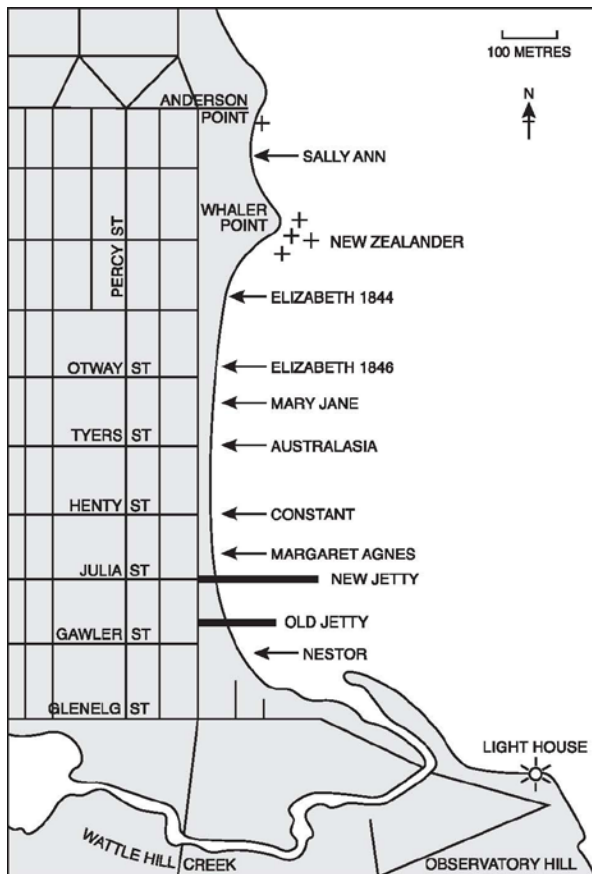 100 METRES
N
ANDERSON
POINT
SALLY ANN
WHALER
POINT
NEW ZEALANDER
PERCY ST
ELIZABETH 1844
OTWAY ST
ELIZABETH 1846
MARY JANE
TYERS ST
AUSTRALASIA
HENTY ST
CONSTANT
MARGARET AGNES
JULIA ST
NEW JETTY
OLD JETTY
GAWLER ST
NESTOR
GLENELG ST
LIGHT HOUSE
WATTLE HILL CREEK
OBSERVATORY HILL